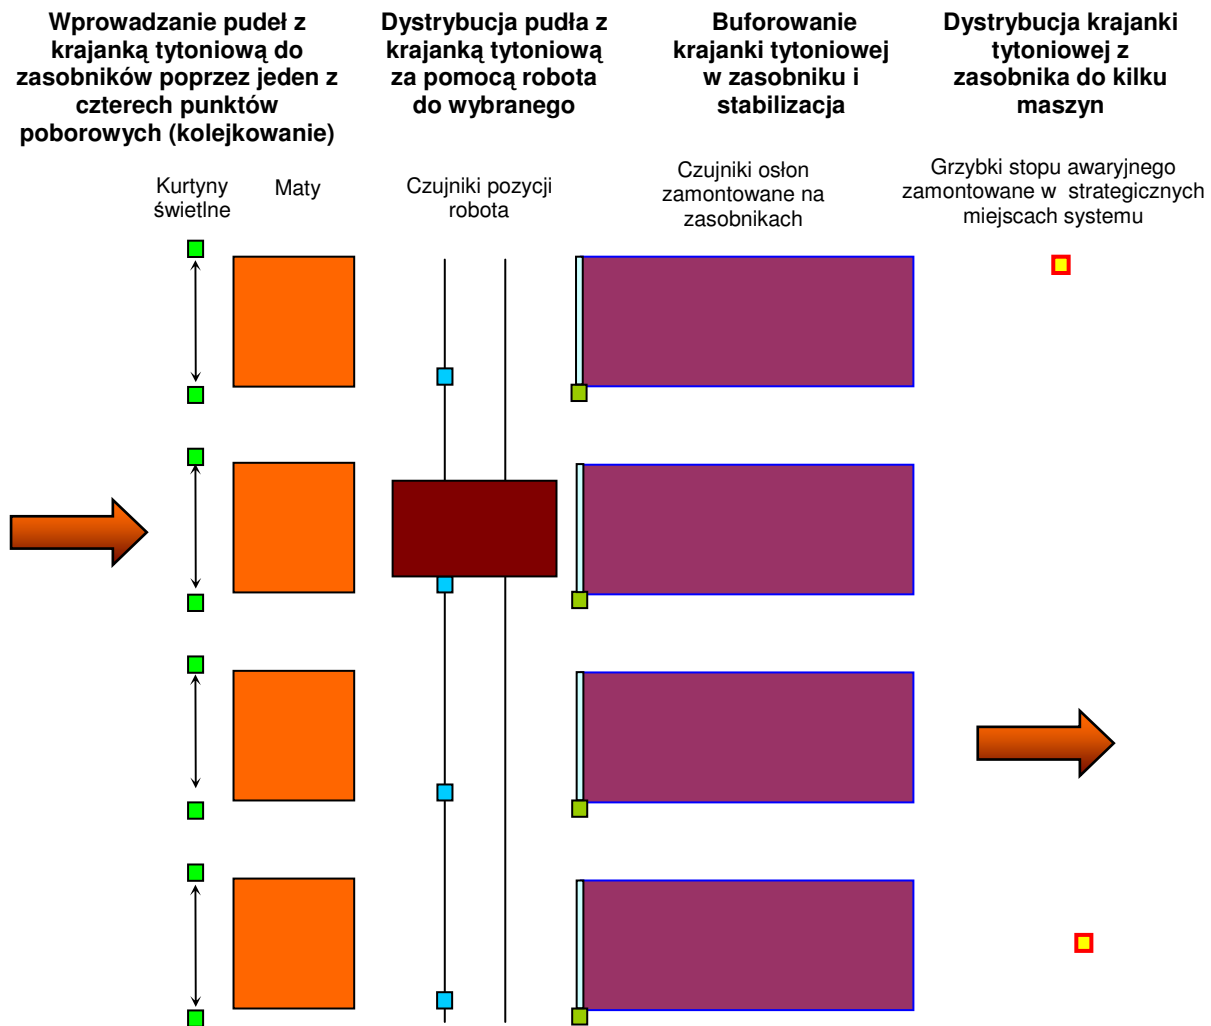 Wprowadzanie pudeł z
krajanką tytoniową do
zasobników poprzez jeden z
czterech punktów
poborowych (kolejkowanie)
Dystrybucja pudła z
krajanką tytoniową
za pomocą robota
do wybranego
Buforowanie
krajanki tytoniowej
w zasobniku i
stabilizacja
Dystrybucja krajanki
tytoniowej z
zasobnika do kilku
maszyn
Kurtyny
świetlne
Maty
Czujniki pozycji
robota
Czujniki osłon
zamontowane na
zasobnikach
Grzybki stopu awaryjnego
zamontowane w strategicznych
miejscach systemu